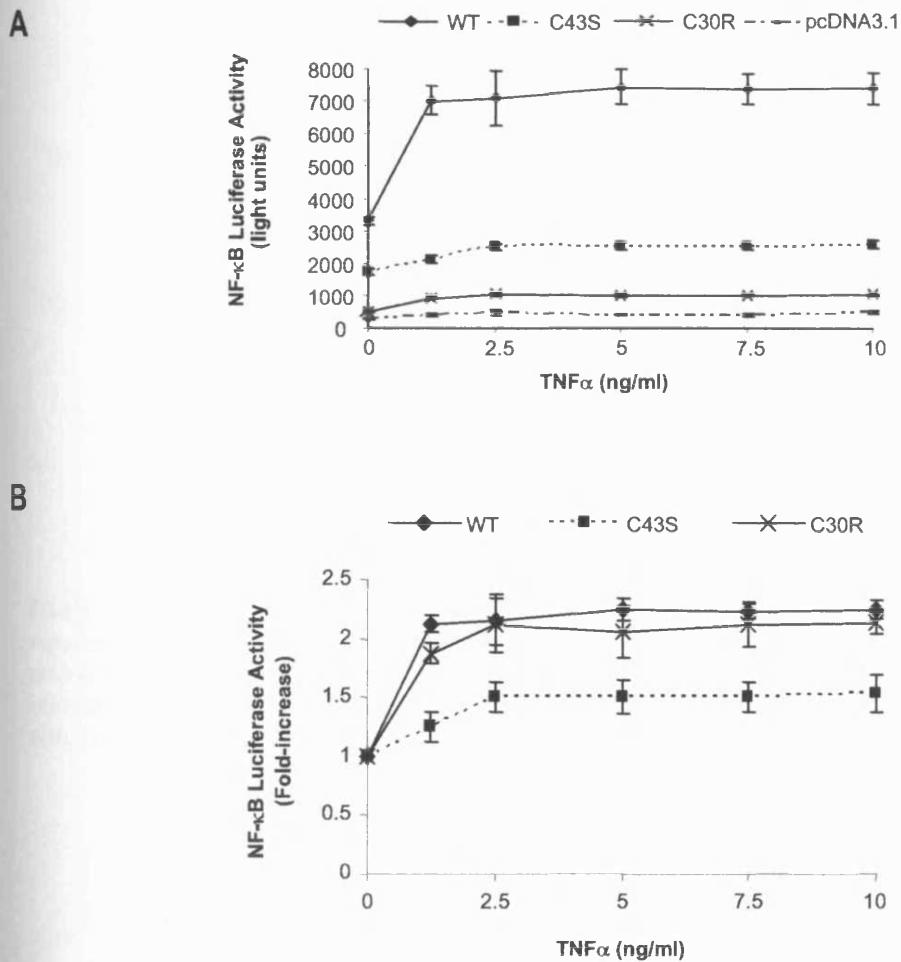 A
WT C43S C30R pcDNA3.1
NF-κB Luciferase Activity
(light units)
8000
7000
6000
5000
4000
3000
2000
1000
0
0 2.5 5 7.5 10
TNFα (ng/ml)
B
WT C43S C30R
NF-κB Luciferase Activity
(Fold-increase)
2.5
2
1.5
1
0.5
0
0 2.5 5 7.5 10
TNFα (ng/ml)